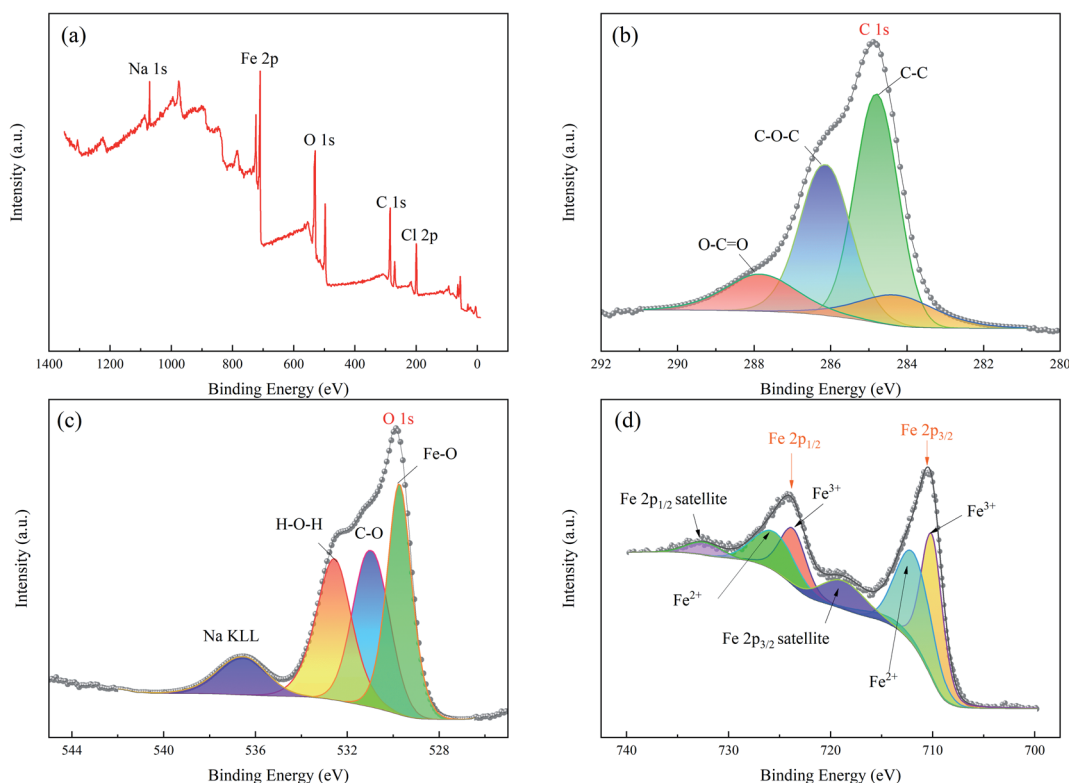 (a)
Na 1s
Fe 2p
O 1s
C 1s
Cl 2p
Intensity (a.u.)
1400 1200 1000 800 600 400 200 0
Binding Energy (eV)
(b)
C 1s
C-C
C-O-C
O-C=O
Intensity (a.u.)
292 290 288 286 284 282 280
Binding Energy (eV)
(c)
O 1s
Fe-O
H-O-H
C-O
Na KLL
Intensity (a.u.)
544 540 536 532 528
Binding Energy (eV)
(d)
Fe 2p3/2
Fe 2p1/2
Fe³⁺
Fe 2p1/2 satellite
Fe³⁺
Fe²⁺
Fe 2p3/2 satellite
Fe²⁺
Intensity (a.u.)
740 730 720 710 700
Binding Energy (eV)